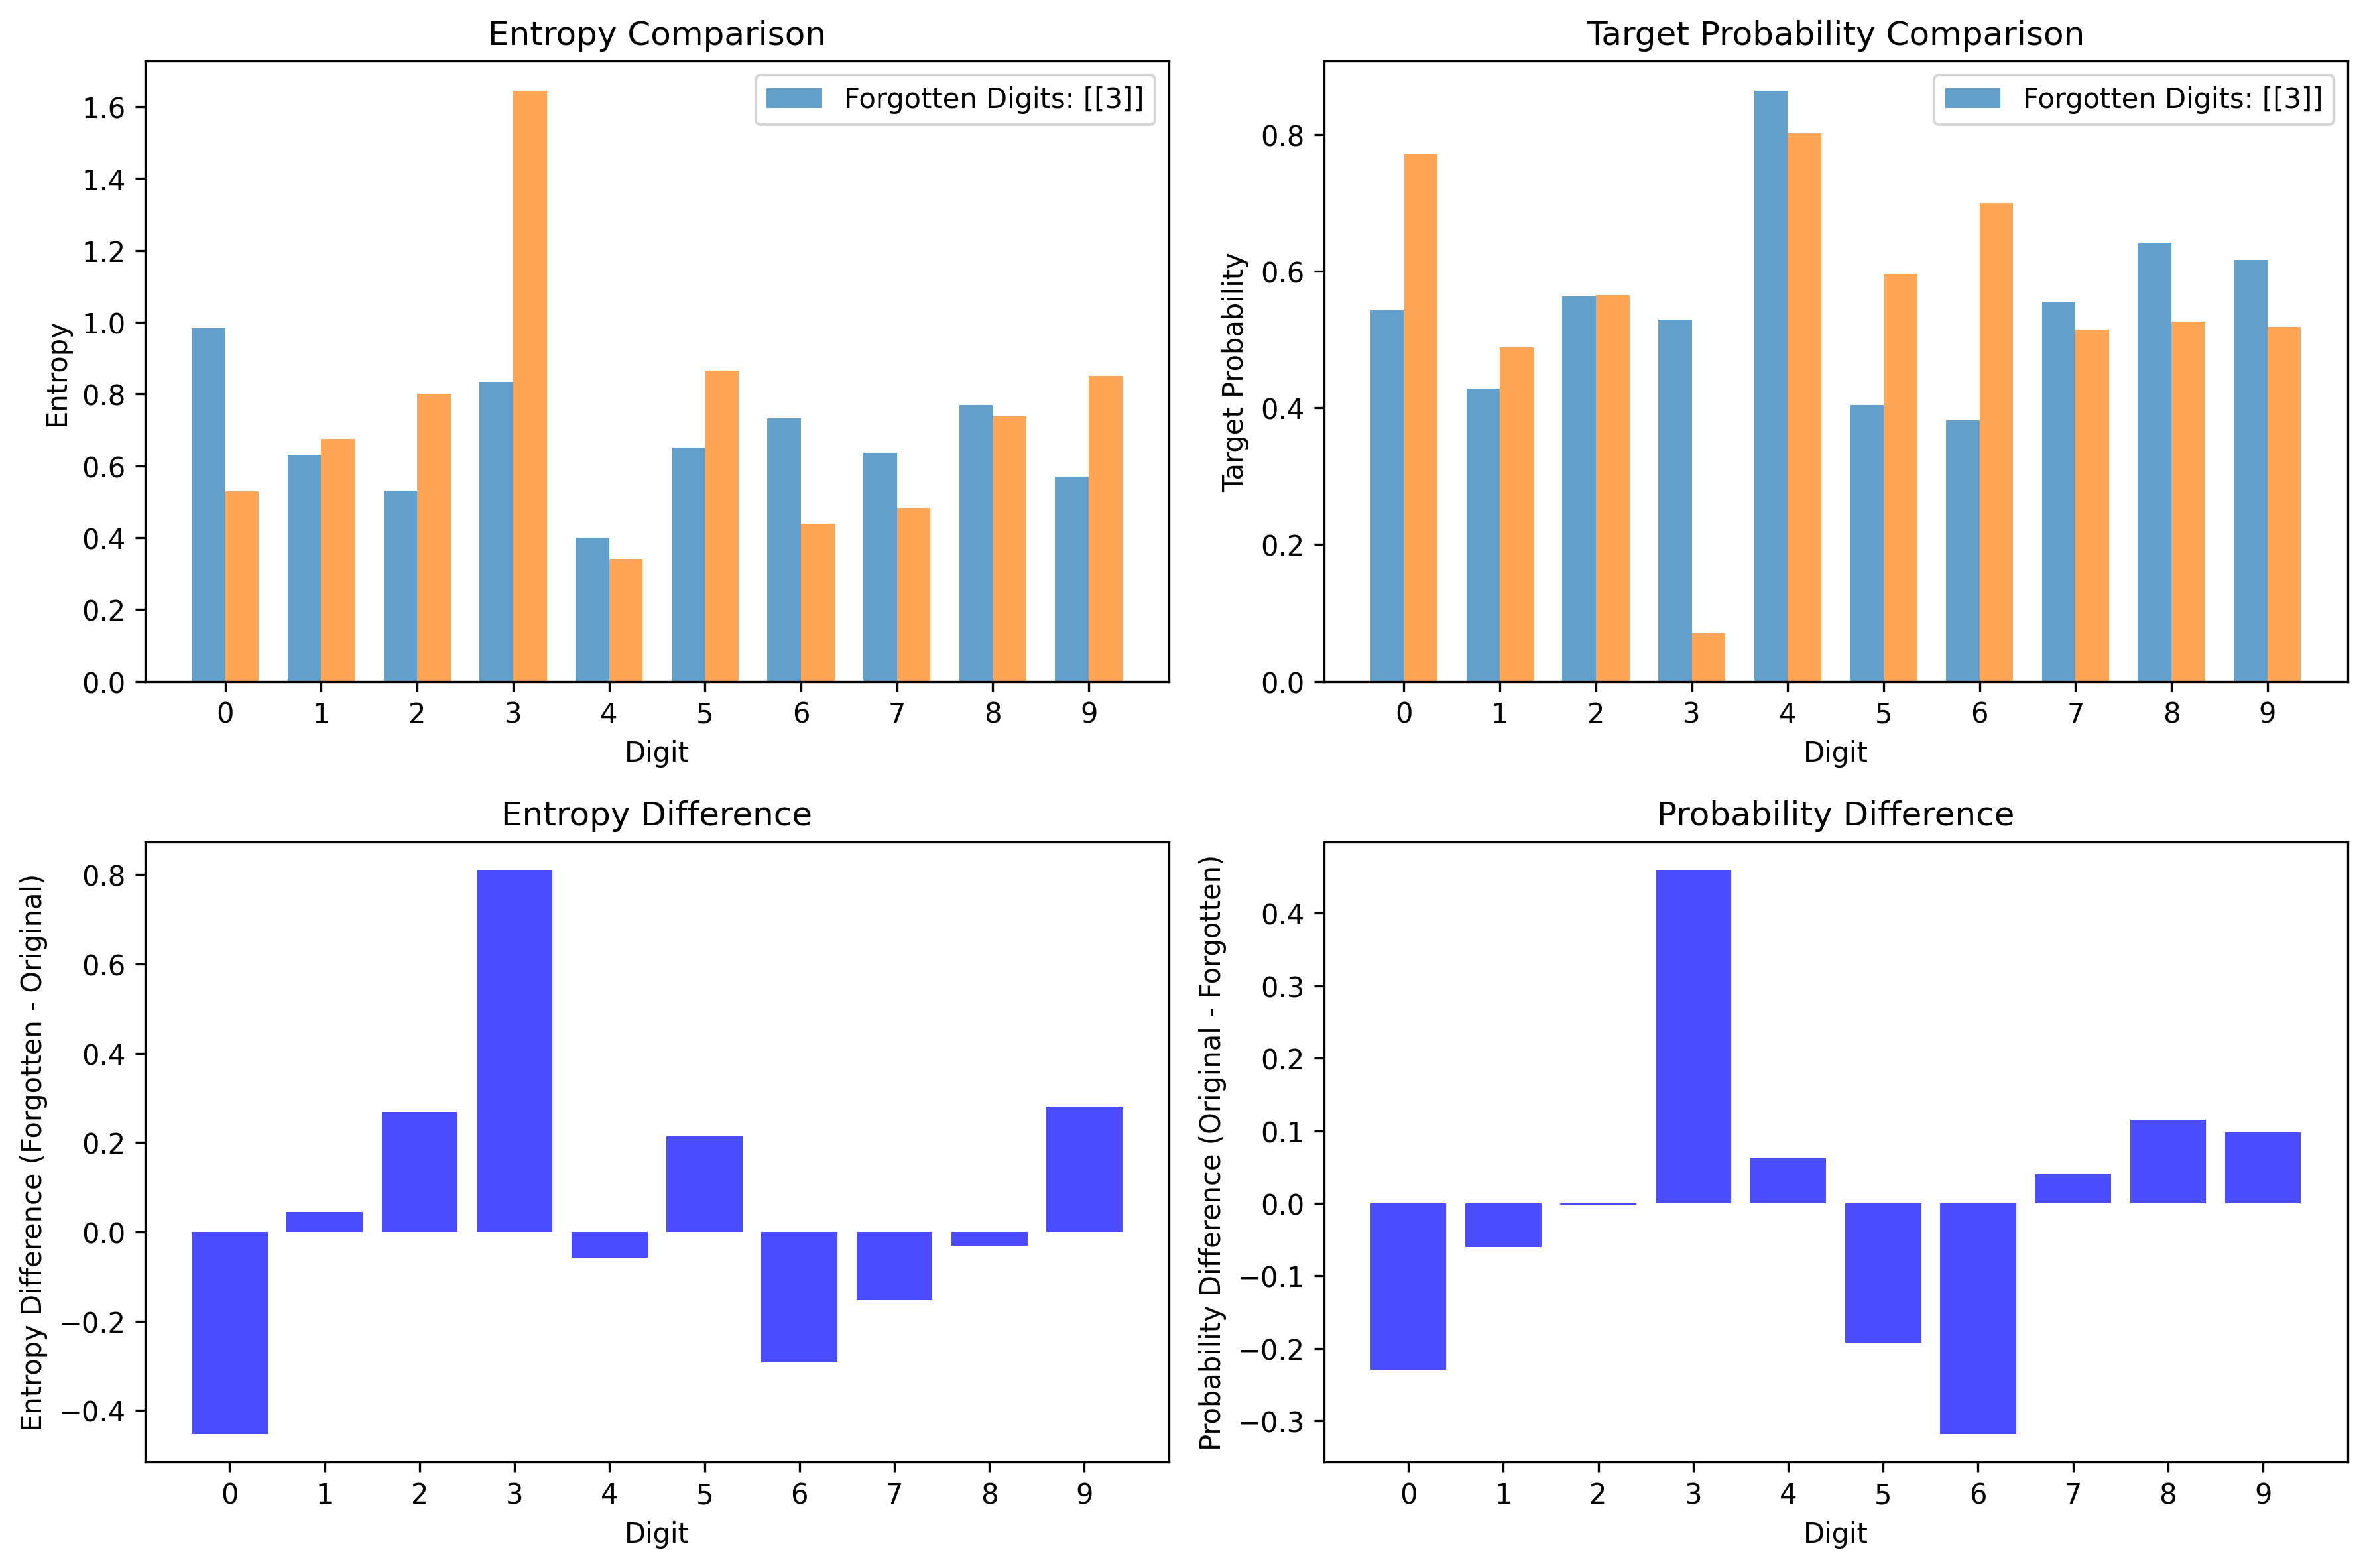 Entropy Comparison
Forgotten Digits: [[3]]
Entropy
1.6
1.4
1.2
1.0
0.8
0.6
0.4
0.2
0.0
0 1 2 3 4 5 6 7 8 9
Digit
Target Probability Comparison
Forgotten Digits: [[3]]
Target Probability
0.8
0.6
0.4
0.2
0.0
0 1 2 3 4 5 6 7 8 9
Digit
Entropy Difference
Entropy Difference (Forgotten - Original)
0.8
0.6
0.4
0.2
0.0
−0.2
−0.4
0 1 2 3 4 5 6 7 8 9
Digit
Probability Difference
Probability Difference (Original - Forgotten)
0.4
0.3
0.2
0.1
0.0
−0.1
−0.2
−0.3
0 1 2 3 4 5 6 7 8 9
Digit